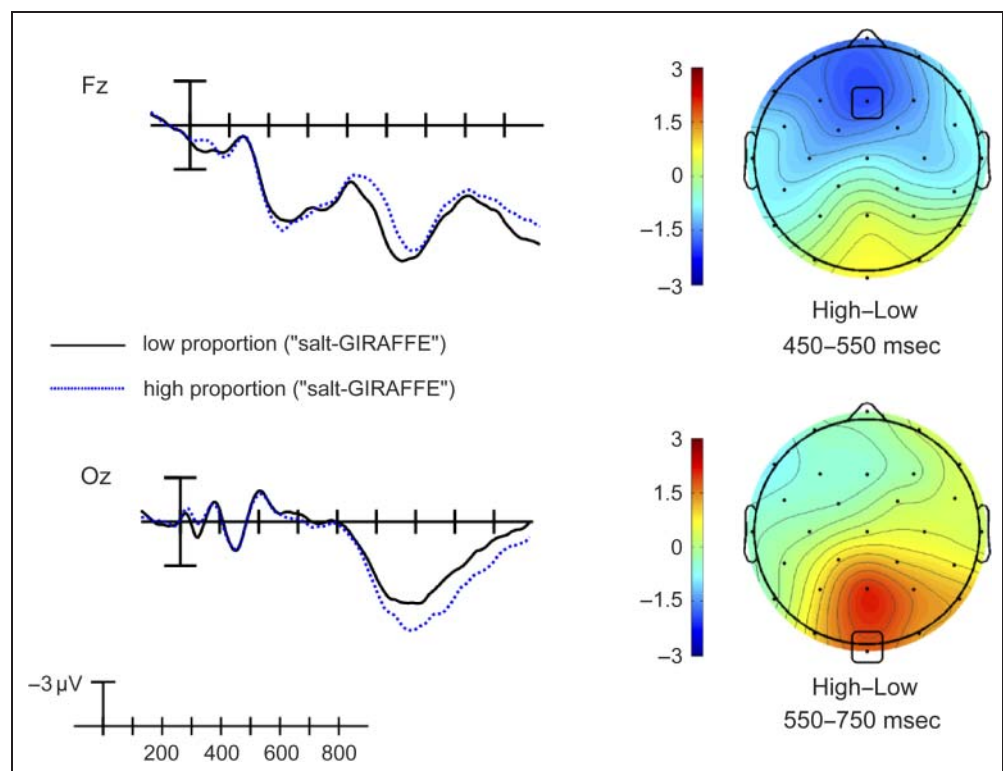 Fz
low proportion ("salt-GIRAFFE")
high proportion ("salt-GIRAFFE")
Oz
−3 µV
200 400 600 800
3
1.5
0
−1.5
−3
High–Low
450–550 msec
3
1.5
0
−1.5
−3
High–Low
550–750 msec